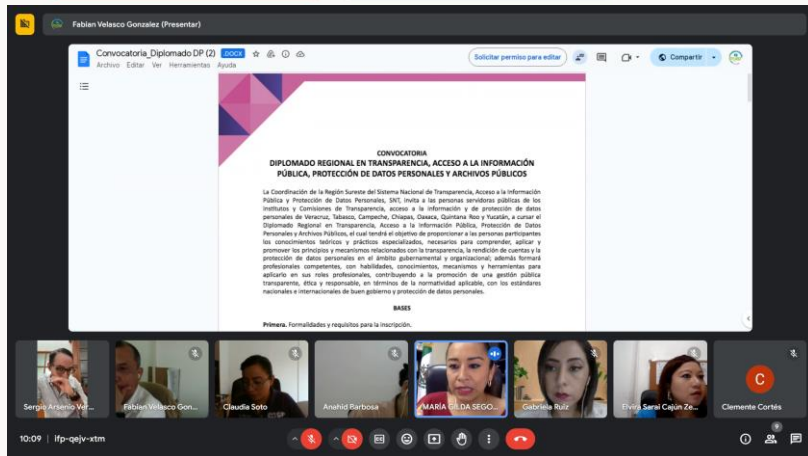 Fabian Velasco Gonzalez (Presentar)
Convocatoria_Diplomado DP (2) .DOCX
Solicitar permiso para editar
Compartir
Archivo Editar Ver Herramientas Ayuda
CONVOCATORIA
DIPLOMADO REGIONAL EN TRANSPARENCIA, ACCESO A LA INFORMACIÓN
PÚBLICA, PROTECCIÓN DE DATOS PERSONALES Y ARCHIVOS PÚBLICOS
La Coordinación de la Región Sureste del Sistema Nacional de Transparencia, Acceso a la Información
Pública y Protección de Datos Personales, SNT, invita a las personas servidoras públicas de los
Institutos y Comisiones de Transparencia, acceso a la información y de protección de datos
personales de Veracruz, Tabasco, Campeche, Chiapas, Oaxaca, Quintana Roo y Yucatán, a cursar el
Diplomado Regional en Transparencia, Acceso a la Información Pública, Protección de Datos
Personales y Archivos Públicos, el cual tendrá el objetivo de proporcionar a las personas participantes
los conocimientos teóricos y prácticos especializados, necesarios para comprender, aplicar y
promover los principios y mecanismos relacionados con la transparencia, la rendición de cuentas y la
protección de datos personales en el ámbito gubernamental y organizacional; además formará
profesionales competentes, con habilidades, conocimientos, mecanismos y herramientas para
aplicarlo en sus roles profesionales, contribuyendo a la promoción de una gestión pública
transparente, ética y responsable, en términos de la normatividad aplicable, con los estándares
nacionales e internacionales de buen gobierno y protección de datos personales.
BASES
Primera. Formalidades y requisitos para la inscripción.
Sergio Arsenio Ver...
Fabian Velasco Gon...
Claudia Soto
Anahid Barbosa
MARÍA GILDA SEGO...
Gabriela Ruiz
Elvira Sarai Cajún Ze...
C
Clemente Cortés
10:09 | ifp-qejv-xtm
9